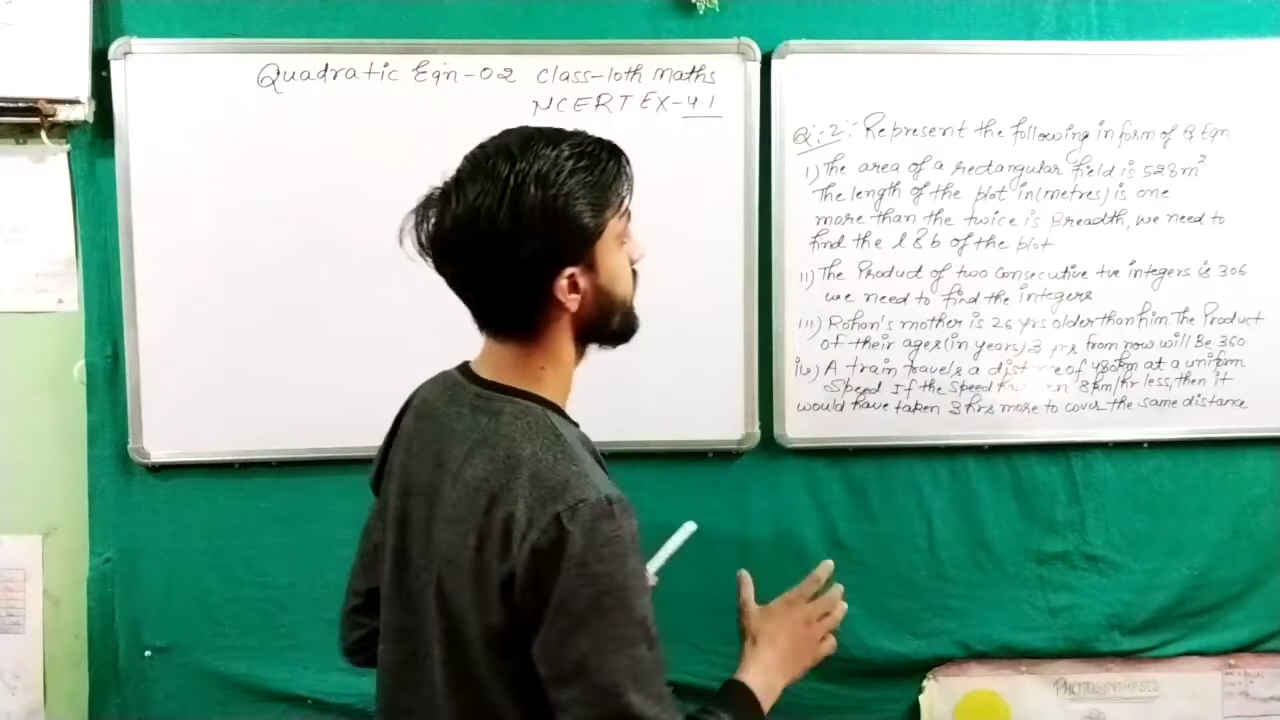 Quadratic Eqn-02 Class-10th Maths
NCERT EX-4.1
Q:-2:- Represent the following in form of Q Eqn
i) The area of a rectangular field is 528m²
The length of the plot in(metres) is one
more than the twice is Breadth, we need to
find the l & b of the plot
ii) The Product of two consecutive +ve integers is 306
we need to find the integers
iii) Rohan's mother is 26 yrs older than him. The Product
of their ages(in years) 3 yrs from now will Be 360
iv) A train travels a of 480km at a uniform
Speed If the Speed 8km/hr less, then it
would have taken 3 hrs more to cover the same distance
PHOTOSYNTHESIS